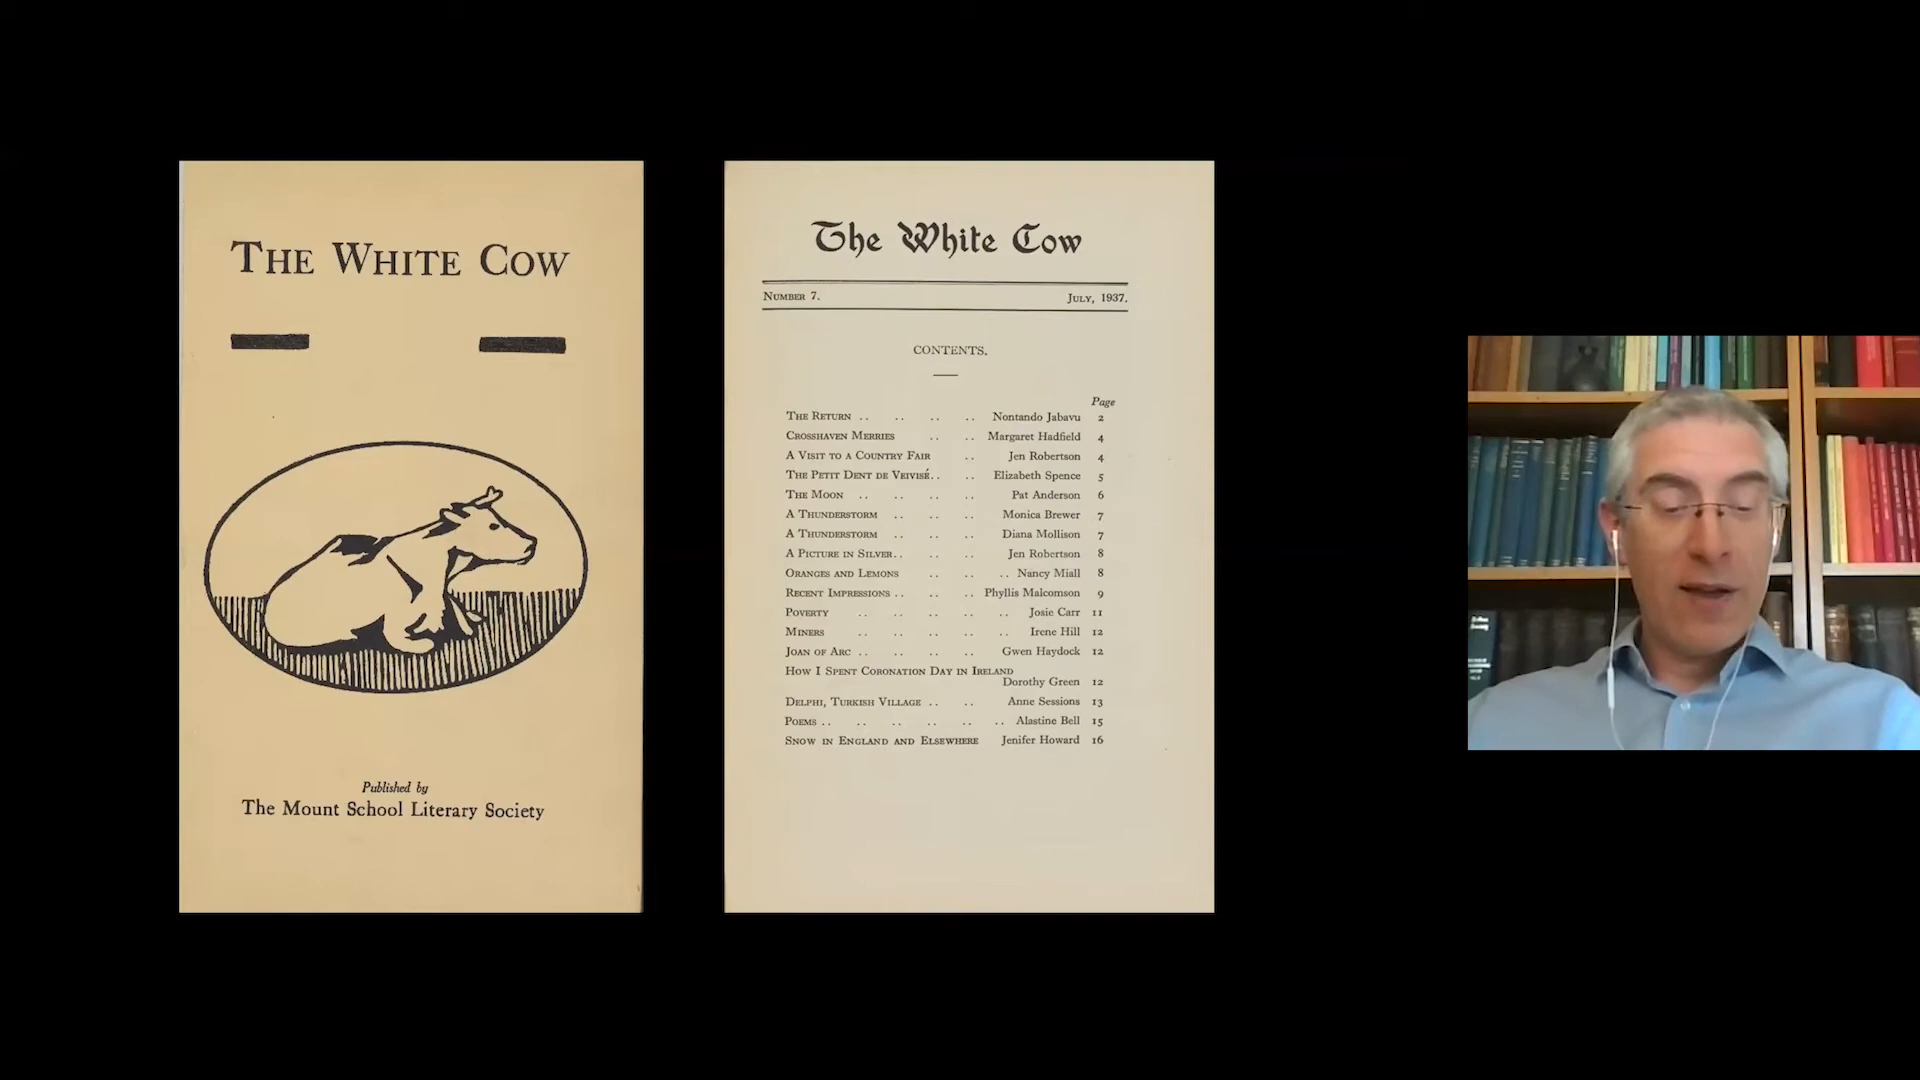 THE WHITE COW
Published by
The Mount School Literary Society
The White Cow
NUMBER 7. JULY, 1937.
CONTENTS.
Page
THE RETURN .. .. .. .. Nontando Jabavu 2
CROSSHAVEN MERRIES .. .. Margaret Hadfield 4
A VISIT TO A COUNTRY FAIR .. Jen Robertson 4
THE PETIT DENT DE VEIVISÉ .. .. Elizabeth Spence 5
THE MOON .. .. .. .. Pat Anderson 6
A THUNDERSTORM .. .. .. Monica Brewer 7
A THUNDERSTORM .. .. .. Diana Mollison 7
A PICTURE IN SILVER .. .. .. Jen Robertson 8
ORANGES AND LEMONS .. .. .. Nancy Miall 8
RECENT IMPRESSIONS .. .. .. Phyllis Malcomson 9
POVERTY .. .. .. .. .. Josie Carr 11
MINERS .. .. .. .. .. Irene Hill 12
JOAN OF ARC .. .. .. .. Gwen Haydock 12
HOW I SPENT CORONATION DAY IN IRELAND
Dorothy Green 12
DELPHI, TURKISH VILLAGE .. .. Anne Sessions 13
POEMS .. .. .. .. .. .. Alastine Bell 15
SNOW IN ENGLAND AND ELSEWHERE Jenifer Howard 16